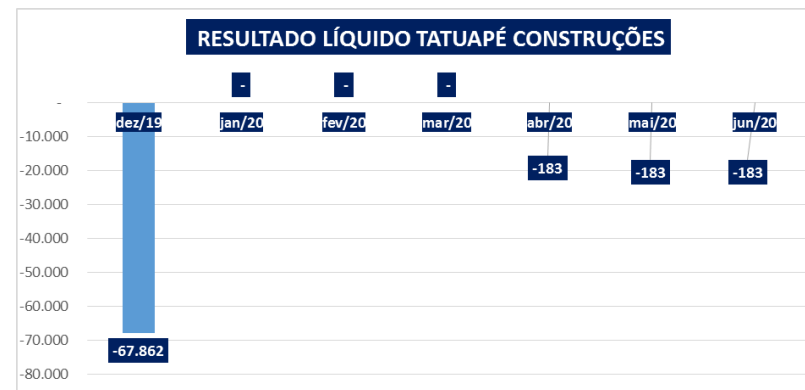 RESULTADO LÍQUIDO TATUAPÉ CONSTRUÇÕES
- - -
-
dez/19 jan/20 fev/20 mar/20 abr/20 mai/20 jun/20
-10.000
-20.000
-183 -183 -183
-30.000
-40.000
-50.000
-60.000
-70.000
-67.862
-80.000